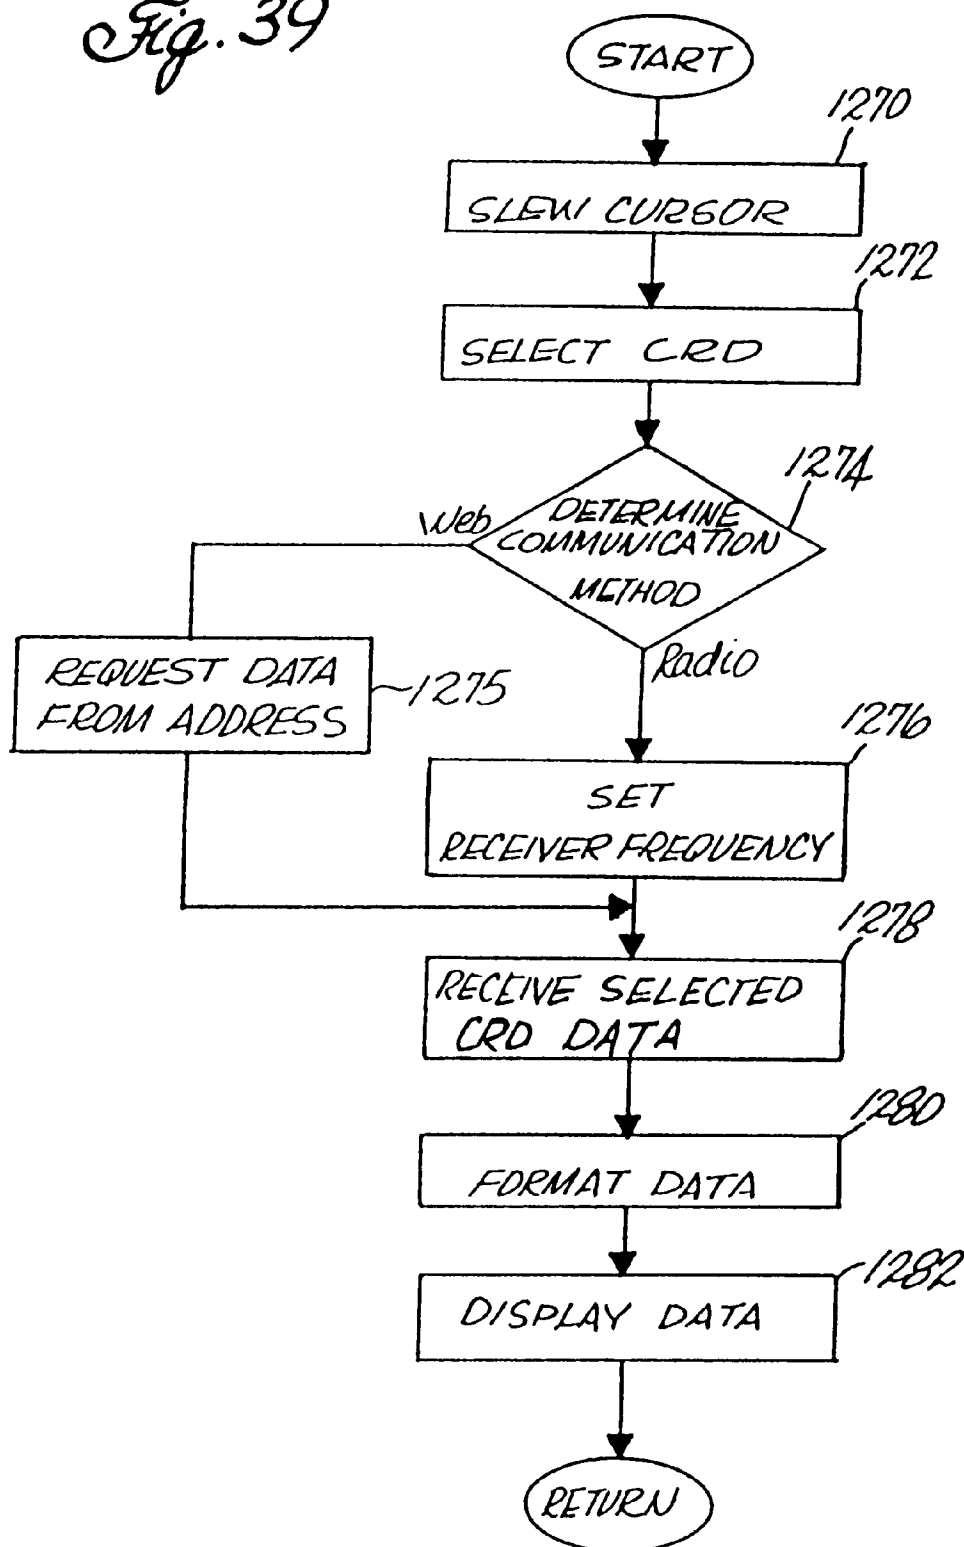 Fig. 39
START
1270
SLEW CURSOR
1272
SELECT CRD
1274
Web
DETERMINE
COMMUNICATION
METHOD
Radio
REQUEST DATA
FROM ADDRESS
1275
1276
SET
RECEIVER FREQUENCY
1278
RECEIVE SELECTED
CRD DATA
1280
FORMAT DATA
1282
DISPLAY DATA
RETURN